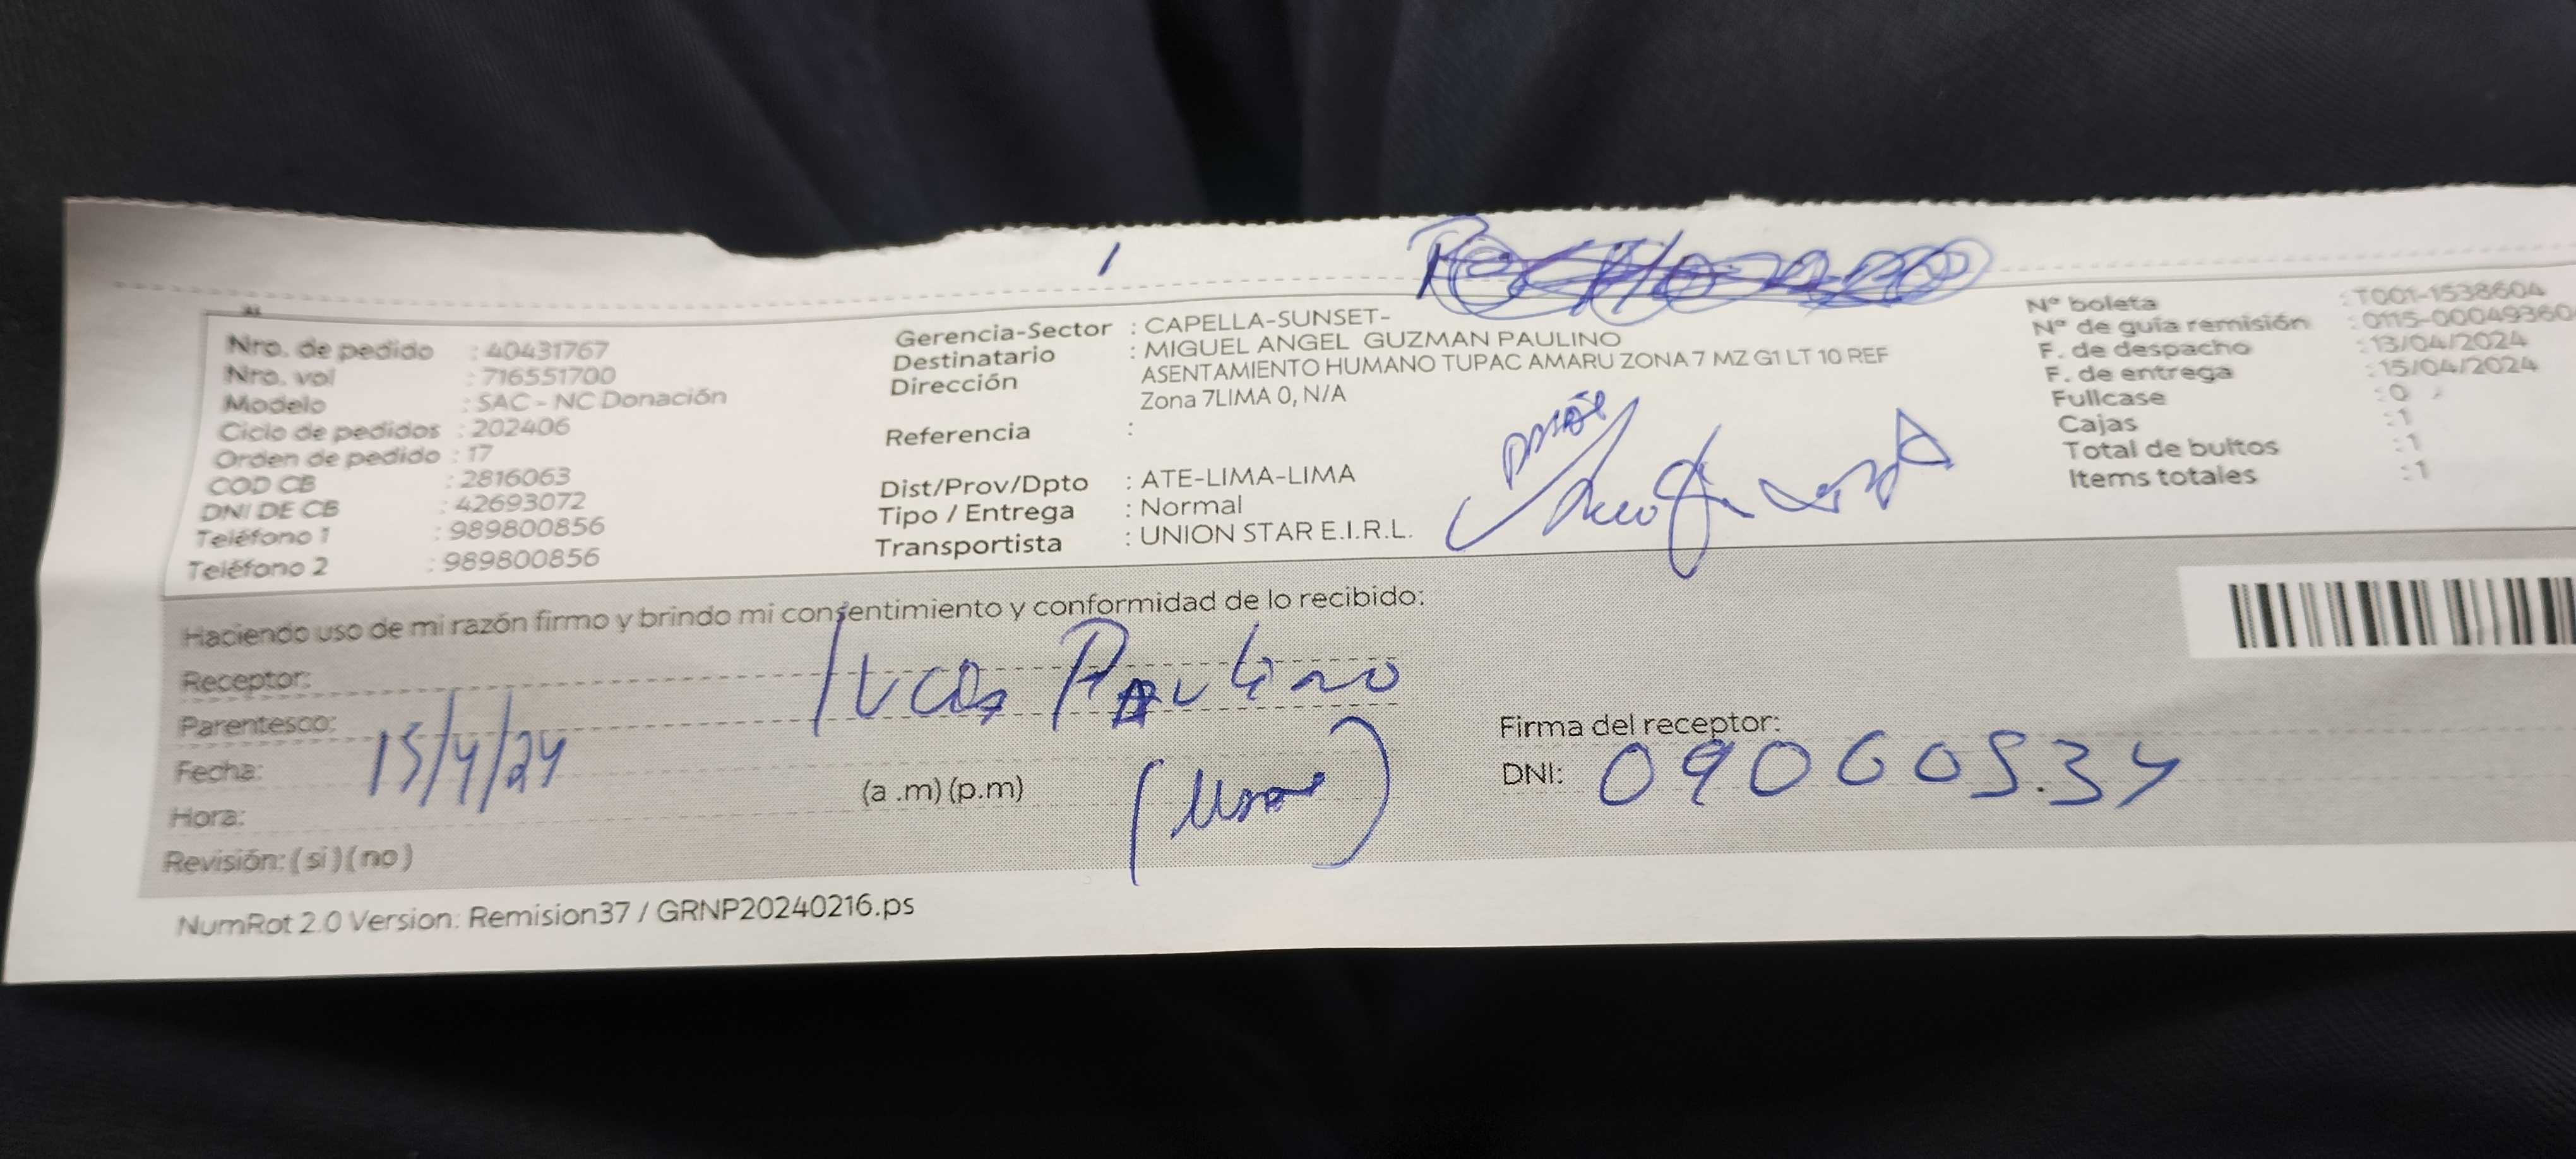 Nro. de pedido : 40431767
Nro. vol : 716551700
Modelo : SAC - NC Donación
Ciclo de pedidos : 202406
Orden de pedido : 17
COD CB : 2816063
DNI DE CB : 42693072
Teléfono 1 : 989800856
Teléfono 2 : 989800856
Gerencia-Sector : CAPELLA-SUNSET-
Destinatario : MIGUEL ANGEL GUZMAN PAULINO
Dirección ASENTAMIENTO HUMANO TUPAC AMARU ZONA 7 MZ G1 LT 10 REF
Zona 7LIMA 0, N/A
Referencia :
Dist/Prov/Dpto : ATE-LIMA-LIMA
Tipo / Entrega : Normal
Transportista : UNION STAR E.I.R.L.
N° boleta : T001-1538604
N° de guía remisión : 0115-00049360
F. de despacho : 13/04/2024
F. de entrega : 15/04/2024
Fullcase : 0
Cajas : 1
Total de bultos : 1
Items totales : 1
Haciendo uso de mi razón firmo y brindo mi consentimiento y conformidad de lo recibido:
Receptor: Paulino
Parentesco:
Fecha: 15/4/24
Hora: (a .m) (p.m)
Revisión: ( si ) ( no )
Firma del receptor:
DNI: 090605.34
NumRot 2.0 Version: Remision37 / GRNP20240216.ps